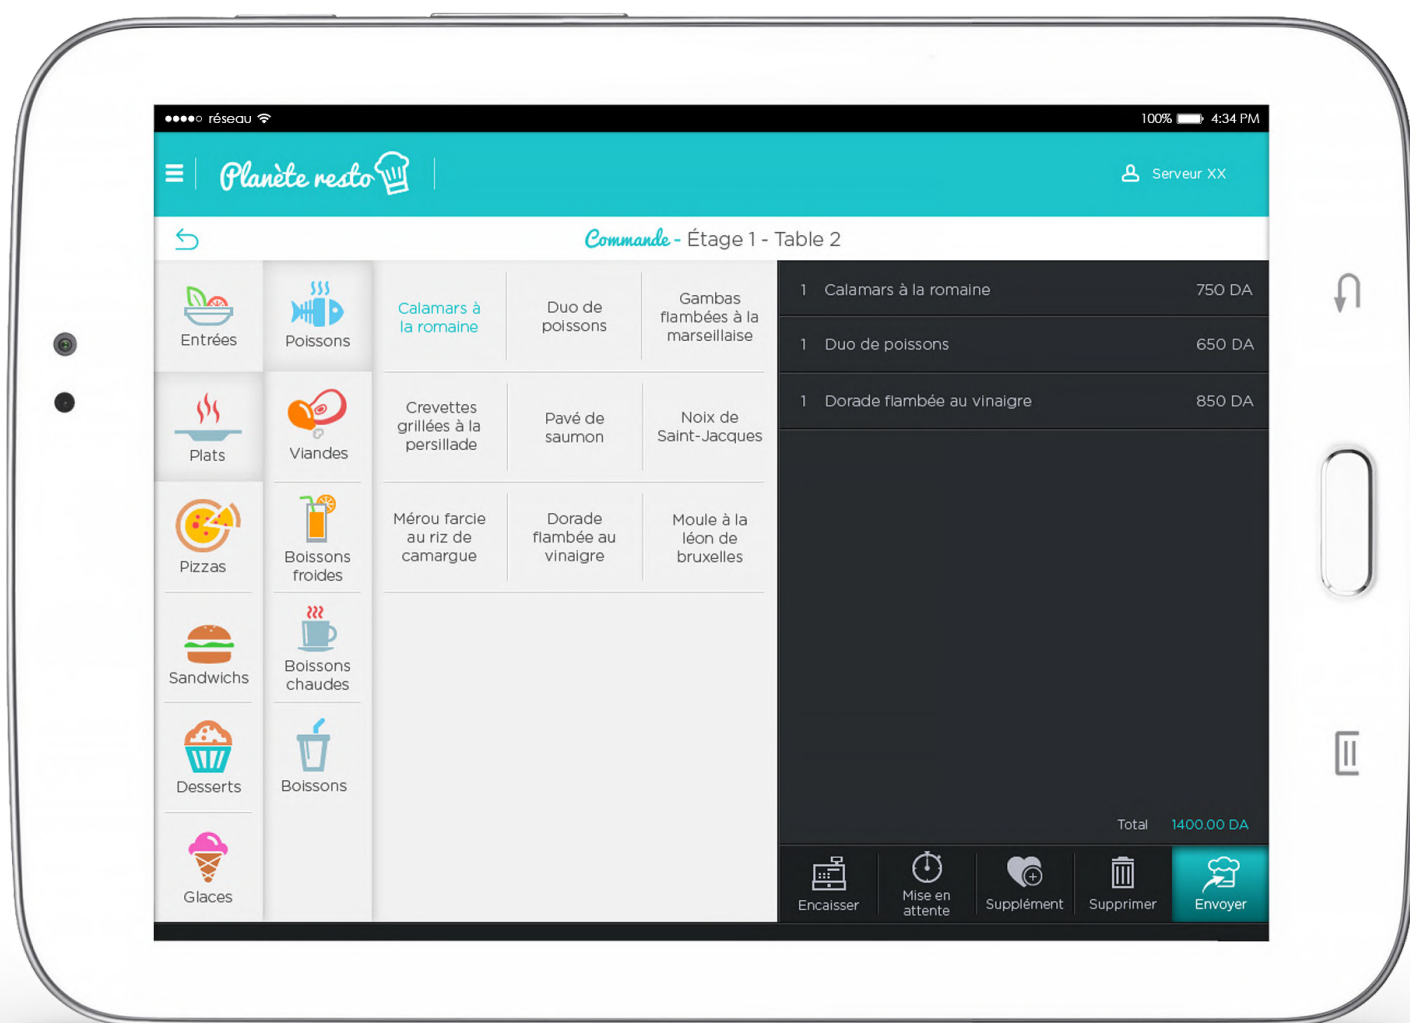 réseau
100% 4:34 PM
Planète resto
Serveur XX
Commande - Étage 1 - Table 2
Entrées
Plats
Pizzas
Sandwichs
Desserts
Glaces
Poissons
Viandes
Boissons
froides
Boissons
chaudes
Boissons
Calamars à
la romaine
Duo de
poissons
Gambas
flambées à la
marseillaise
Crevettes
grillées à la
persillade
Pavé de
saumon
Noix de
Saint-Jacques
Mérou farcie
au riz de
camargue
Dorade
flambée au
vinaigre
Moule à la
léon de
bruxelles
1 Calamars à la romaine 750 DA
1 Duo de poissons 650 DA
1 Dorade flambée au vinaigre 850 DA
Total 1400.00 DA
Encaisser
Mise en
attente
Supplément
Supprimer
Envoyer